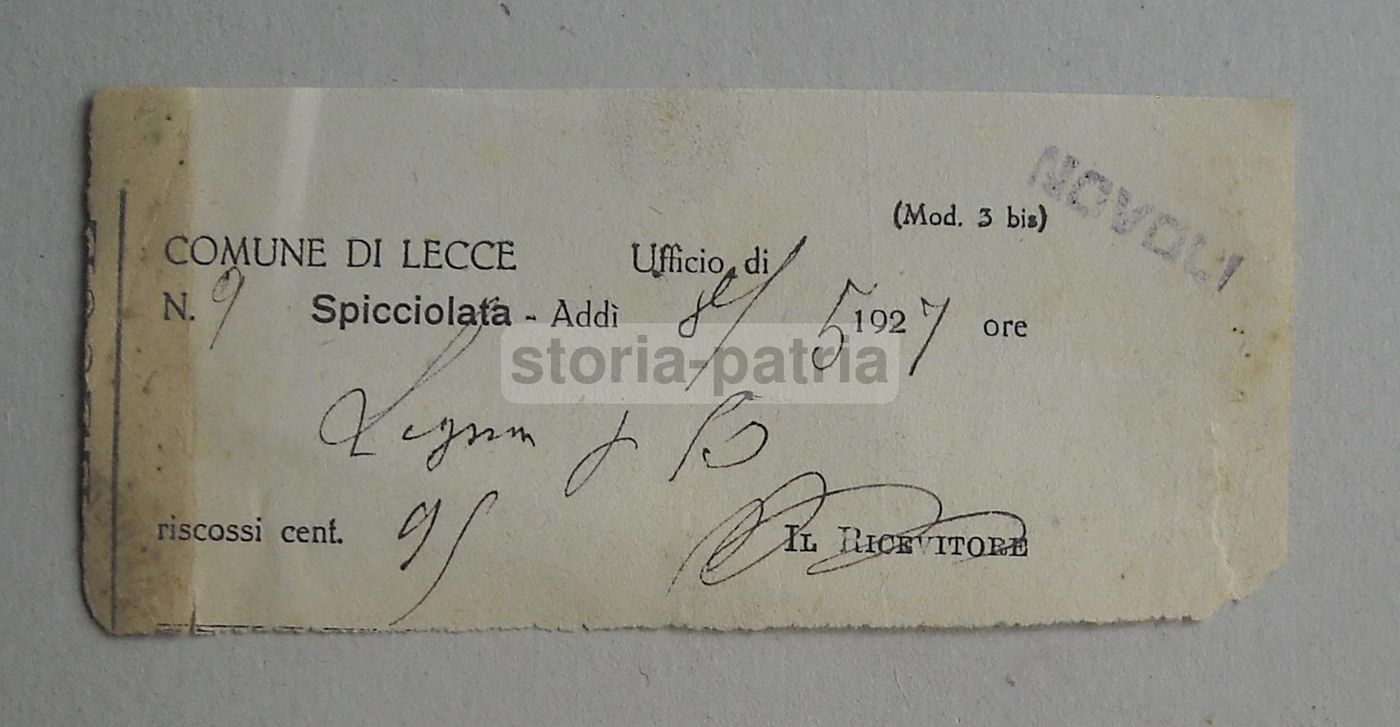 NOVOLI
(Mod. 3 bis)
COMUNE DI LECCE Ufficio di
N. 9 Spicciolata - Addì 5 1927 ore
storia-patria
riscossi cent. 95
IL RICEVITORE